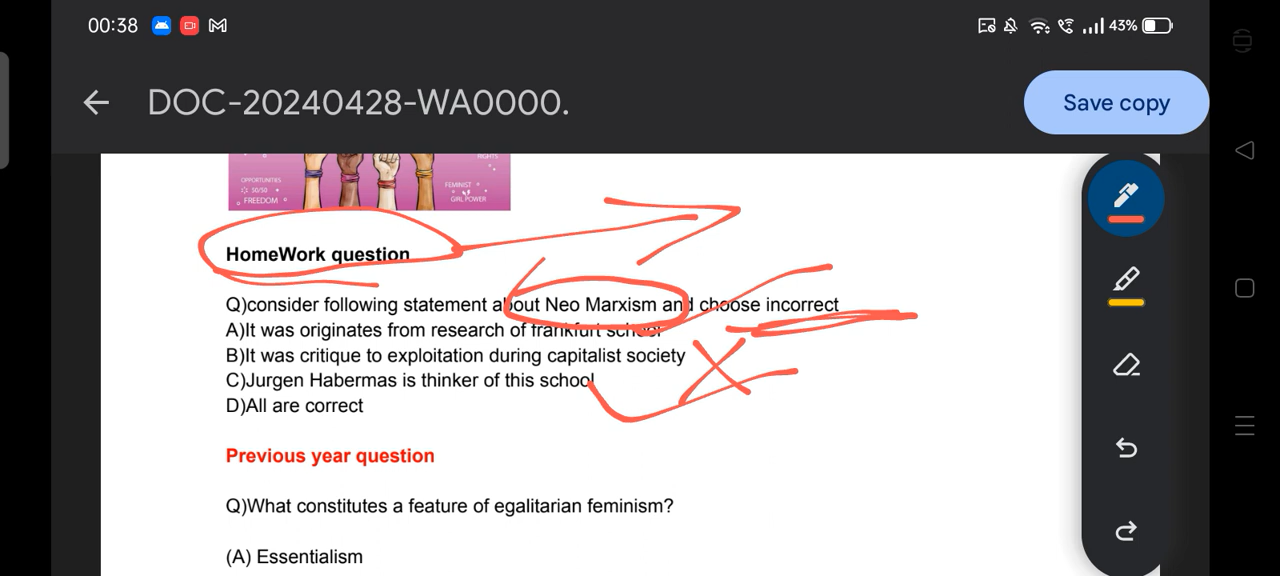 00:38
43%
DOC-20240428-WA0000.
Save copy
RIGHTS
OPPORTUNITIES
50/50
FREEDOM
FEMINIST
GIRL POWER
HomeWork question
Q)consider following statement about Neo Marxism and choose incorrect
A)It was originates from research of frankfurt school
B)It was critique to exploitation during capitalist society
C)Jurgen Habermas is thinker of this school
D)All are correct
Previous year question
Q)What constitutes a feature of egalitarian feminism?
(A) Essentialism